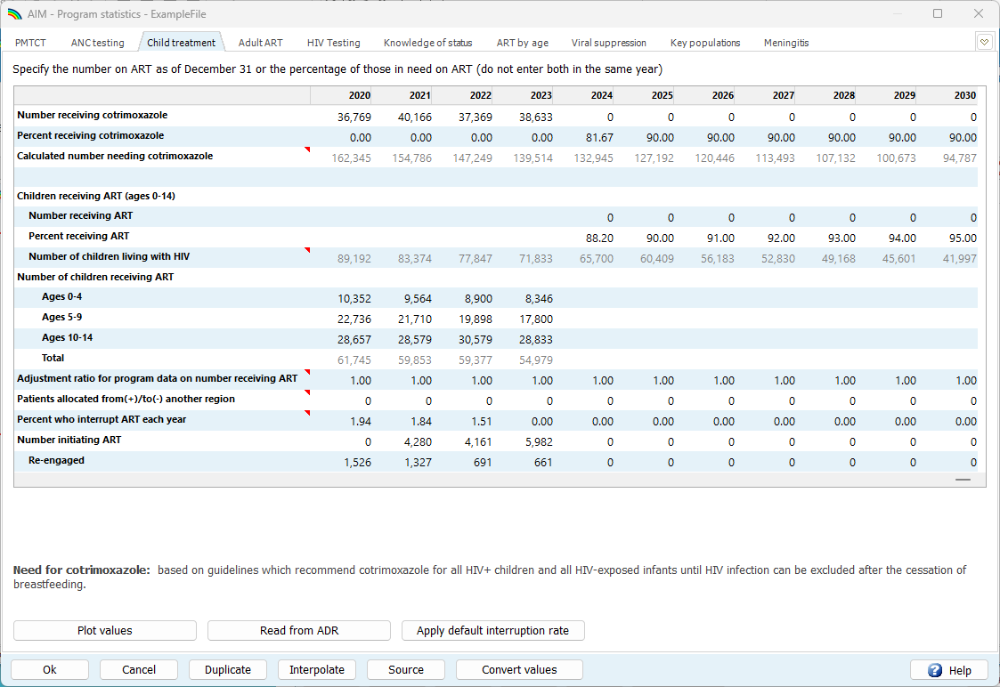 AIM - Program statistics - ExampleFile
PMTCT ANC testing Child treatment Adult ART HIV Testing Knowledge of status ART by age Viral suppression Key populations Meningitis
Specify the number on ART as of December 31 or the percentage of those in need on ART (do not enter both in the same year)
2020 2021 2022 2023 2024 2025 2026 2027 2028 2029 2030
Number receiving cotrimoxazole 36,769 40,166 37,369 38,633 0 0 0 0 0 0 0
Percent receiving cotrimoxazole 0.00 0.00 0.00 0.00 81.67 90.00 90.00 90.00 90.00 90.00 90.00
Calculated number needing cotrimoxazole 162,345 154,786 147,249 139,514 132,945 127,192 120,446 113,493 107,132 100,673 94,787
Children receiving ART (ages 0-14)
Number receiving ART 0 0 0 0 0 0 0
Percent receiving ART 88.20 90.00 91.00 92.00 93.00 94.00 95.00
Number of children living with HIV 89,192 83,374 77,847 71,833 65,700 60,409 56,183 52,830 49,168 45,601 41,997
Number of children receiving ART
Ages 0-4 10,352 9,564 8,900 8,346
Ages 5-9 22,736 21,710 19,898 17,800
Ages 10-14 28,657 28,579 30,579 28,833
Total 61,745 59,853 59,377 54,979
Adjustment ratio for program data on number receiving ART 1.00 1.00 1.00 1.00 1.00 1.00 1.00 1.00 1.00 1.00 1.00
Patients allocated from(+)/to(-) another region 0 0 0 0 0 0 0 0 0 0 0
Percent who interrupt ART each year 1.94 1.84 1.51 0.00 0.00 0.00 0.00 0.00 0.00 0.00 0.00
Number initiating ART 0 4,280 4,161 5,982 0 0 0 0 0 0 0
Re-engaged 1,526 1,327 691 661 0 0 0 0 0 0 0
Need for cotrimoxazole: based on guidelines which recommend cotrimoxazole for all HIV+ children and all HIV-exposed infants until HIV infection can be excluded after the cessation of
breastfeeding.
Plot values Read from ADR Apply default interruption rate
Ok Cancel Duplicate Interpolate Source Convert values Help